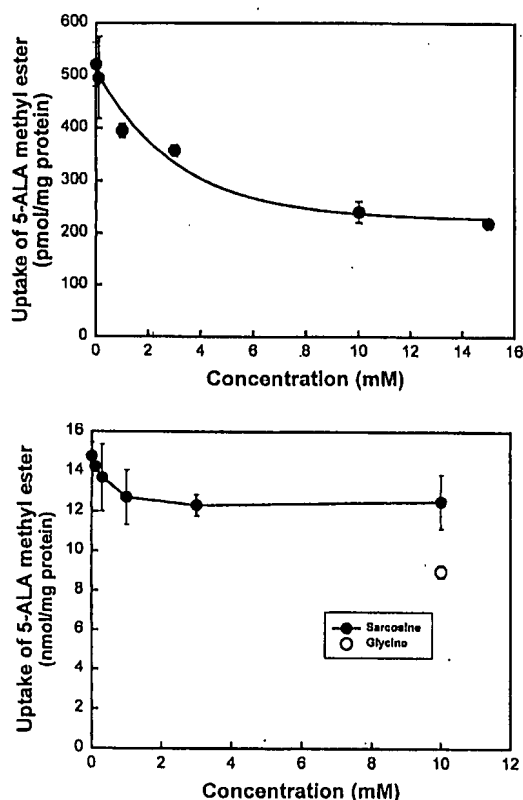 Uptake of 5-ALA methyl ester
(pmol/mg protein)
600
500
400
300
200
100
0
0 2 4 6 8 10 12 14 16
Concentration (mM)
Uptake of 5-ALA methyl ester
(nmol/mg protein)
16
14
12
10
8
6
4
2
0
Sarcosine
Glycine
0 2 4 6 8 10 12
Concentration (mM)